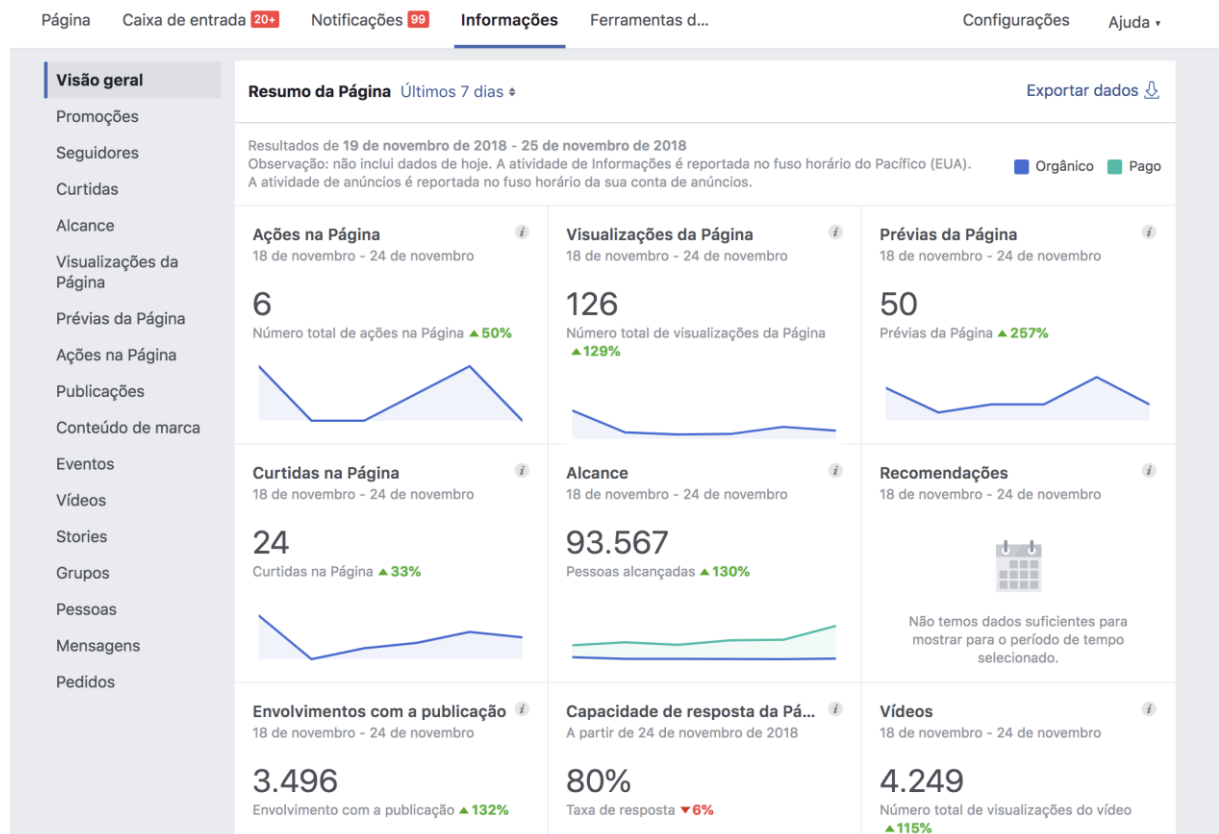 Página Caixa de entrada 20+ Notificações 99 Informações Ferramentas d... Configurações Ajuda
Visão geral
Promoções
Seguidores
Curtidas
Alcance
Visualizações da
Página
Prévias da Página
Ações na Página
Publicações
Conteúdo de marca
Eventos
Vídeos
Stories
Grupos
Pessoas
Mensagens
Pedidos
Resumo da Página Últimos 7 dias Exportar dados
Resultados de 19 de novembro de 2018 - 25 de novembro de 2018
Observação: não inclui dados de hoje. A atividade de Informações é reportada no fuso horário do Pacífico (EUA).
A atividade de anúncios é reportada no fuso horário da sua conta de anúncios.
Orgânico Pago
Ações na Página
18 de novembro - 24 de novembro
6
Número total de ações na Página ▲50%
Visualizações da Página
18 de novembro - 24 de novembro
126
Número total de visualizações da Página
▲129%
Prévias da Página
18 de novembro - 24 de novembro
50
Prévias da Página ▲257%
Curtidas na Página
18 de novembro - 24 de novembro
24
Curtidas na Página ▲33%
Alcance
18 de novembro - 24 de novembro
93.567
Pessoas alcançadas ▲130%
Recomendações
18 de novembro - 24 de novembro
Não temos dados suficientes para
mostrar para o período de tempo
selecionado.
Envolvimentos com a publicação
18 de novembro - 24 de novembro
3.496
Envolvimento com a publicação ▲132%
Capacidade de resposta da Pá...
A partir de 24 de novembro de 2018
80%
Taxa de resposta ▼6%
Vídeos
18 de novembro - 24 de novembro
4.249
Número total de visualizações do vídeo
▲115%